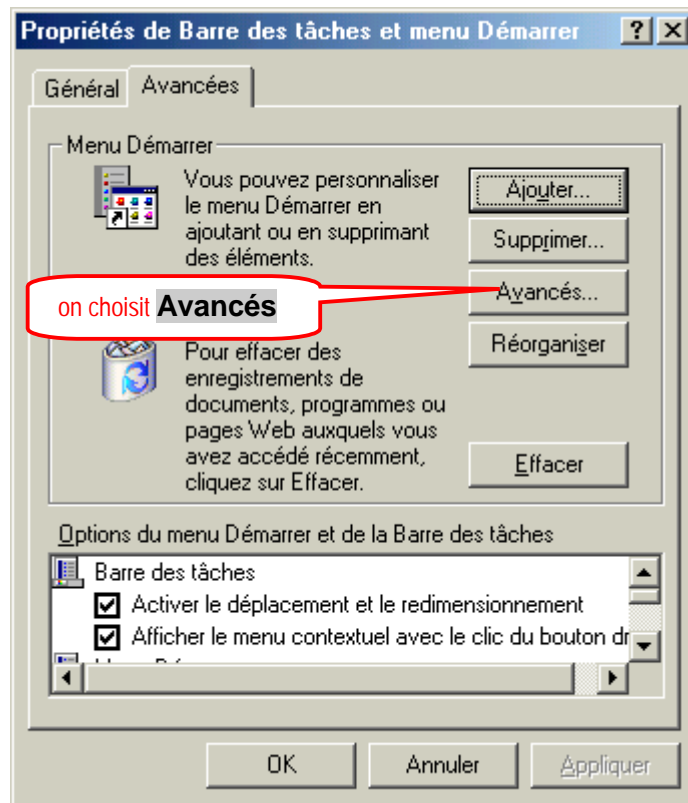 Propriétés de Barre des tâches et menu Démarrer
Général
Avancées
Menu Démarrer
Vous pouvez personnaliser
le menu Démarrer en
ajoutant ou en supprimant
des éléments.
Ajouter...
Supprimer...
Avancés...
Réorganiser
on choisit Avancés
Pour effacer des
enregistrements de
documents, programmes ou
pages Web auxquels vous
avez accédé récemment,
cliquez sur Effacer.
Effacer
Options du menu Démarrer et de la Barre des tâches
Barre des tâches
Activer le déplacement et le redimensionnement
Afficher le menu contextuel avec le clic du bouton dr
OK
Annuler
Appliquer